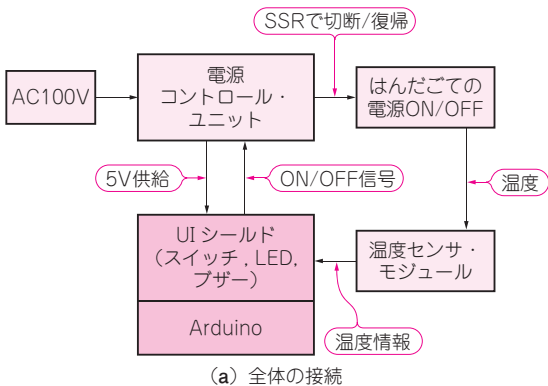 SSRで切断/復帰
AC100V
電源
コントロール・
ユニット
はんだごての
電源ON/OFF
5V供給
ON/OFF信号
温度
UIシールド
(スイッチ,LED,
ブザー)
温度センサ・
モジュール
Arduino
温度情報
(a) 全体の接続